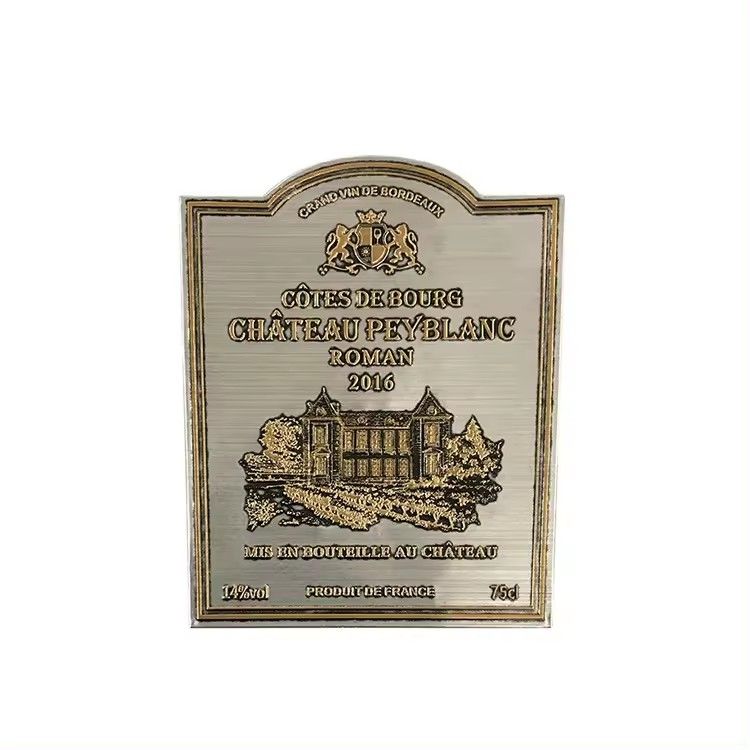 GRAND VIN DE BORDEAUX
CÔTES DE BOURG
CHÂTEAU PEYBLANC
ROMAN
2016
MIS EN BOUTEILLE AU CHÂTEAU
14%vol PRODUIT DE FRANCE 75cl